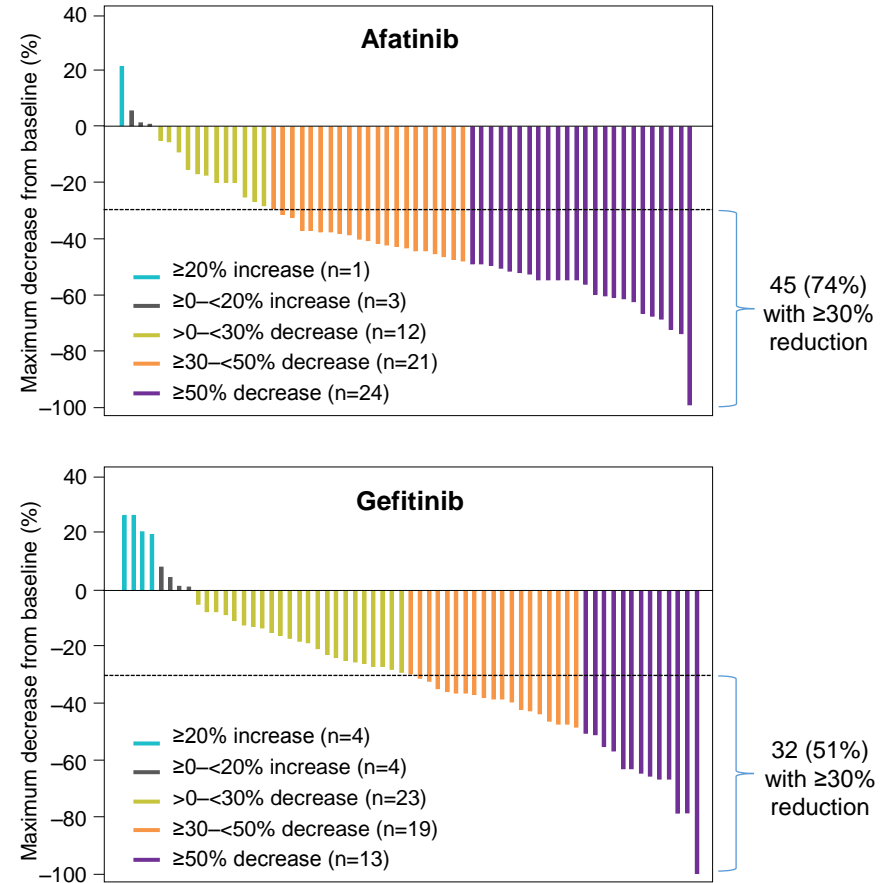 Afatinib
Maximum decrease from baseline (%)
40
20
0
–20
–40
–60
–80
–100
≥20% increase (n=1)
≥0–<20% increase (n=3)
>0–<30% decrease (n=12)
≥30–<50% decrease (n=21)
≥50% decrease (n=24)
45 (74%)
with ≥30%
reduction
Gefitinib
Maximum decrease from baseline (%)
40
20
0
–20
–40
–60
–80
–100
≥20% increase (n=4)
≥0–<20% increase (n=4)
>0–<30% decrease (n=23)
≥30–<50% decrease (n=19)
≥50% decrease (n=13)
32 (51%)
with ≥30%
reduction